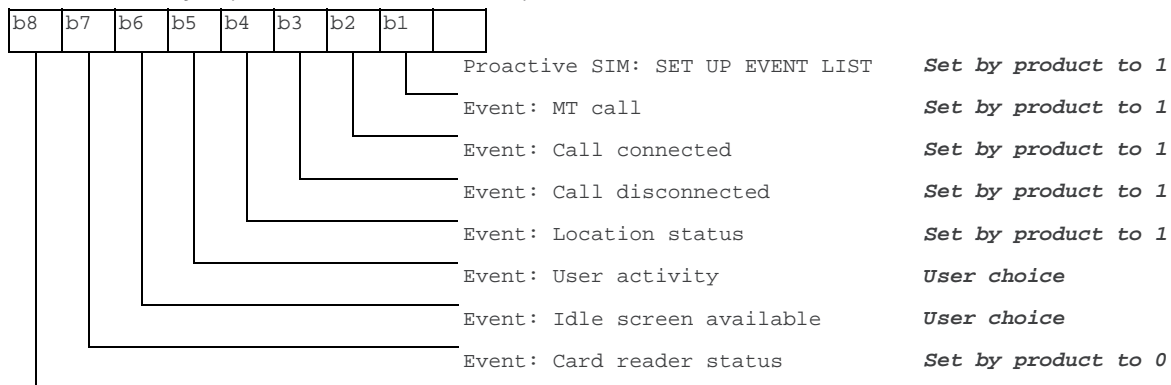 b8 b7 b6 b5 b4 b3 b2 b1
Proactive SIM: SET UP EVENT LIST Set by product to 1
Event: MT call Set by product to 1
Event: Call connected Set by product to 1
Event: Call disconnected Set by product to 1
Event: Location status Set by product to 1
Event: User activity User choice
Event: Idle screen available User choice
Event: Card reader status Set by product to 0